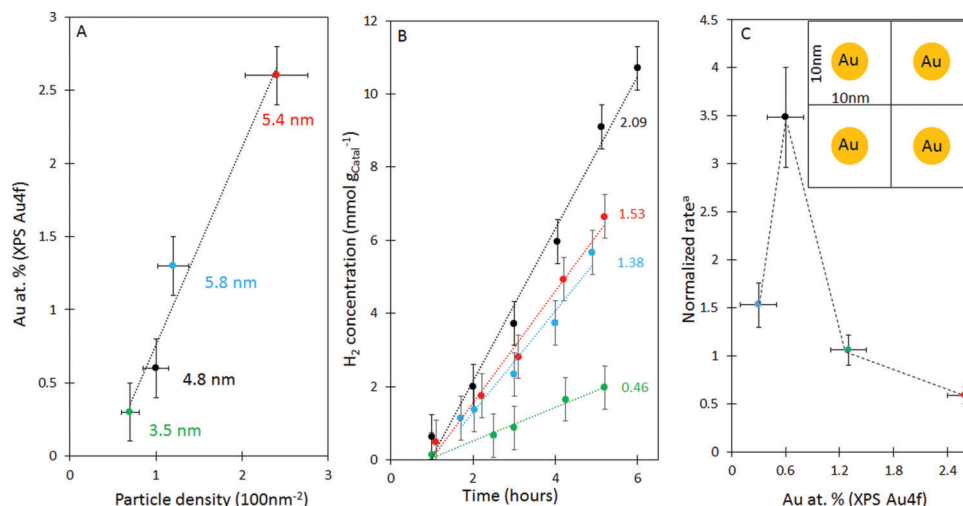 A
3
2.5
2
1.5
1
0.5
0
Au at. % (XPS Au4f)
5.4 nm
5.8 nm
4.8 nm
3.5 nm
0 1 2 3
Particle density (100nm⁻²)
B
12
10
8
6
4
2
0
H₂ concentration (mmol g_Catal⁻¹)
2.09
1.53
1.38
0.46
0 2 4 6
Time (hours)
C
4.5
4
3.5
3
2.5
2
1.5
1
0.5
0
Normalized rateᵃ
10nm
10nm
Au Au
Au Au
0 0.6 1.2 1.8 2.4
Au at. % (XPS Au4f)